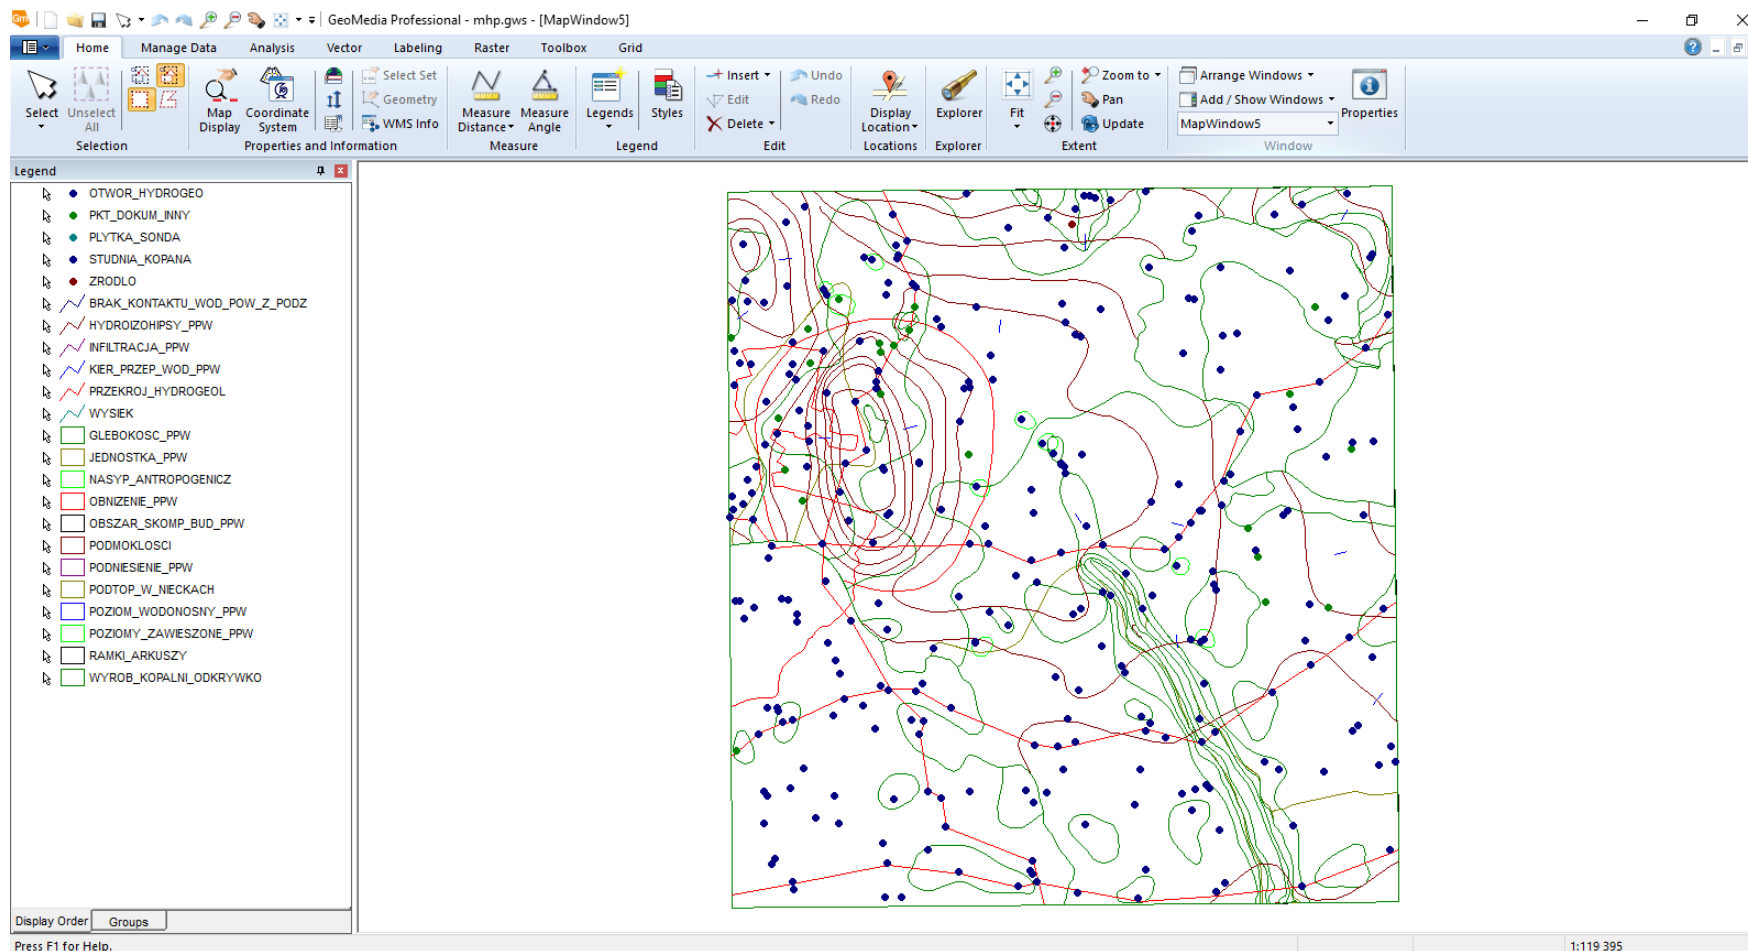 Gm
GeoMedia Professional - mhp.gws - [MapWindow5]
Home Manage Data Analysis Vector Labeling Raster Toolbox Grid
Select
Unselect All
Selection
Map Display
Coordinate System
Select Set
Geometry
WMS Info
Properties and Information
Measure Distance
Measure Angle
Measure
Legends
Styles
Legend
Insert
Edit
Delete
Undo
Redo
Edit
Display Location
Locations
Explorer
Explorer
Fit
Zoom to
Pan
Update
Extent
Arrange Windows
Add / Show Windows
MapWindow5
Properties
Window
Legend
OTWOR_HYDROGEO
PKT_DOKUM_INNY
PLYTKA_SONDA
STUDNIA_KOPANA
ZRODLO
BRAK_KONTAKTU_WOD_POW_Z_PODZ
HYDROIZOHIPSY_PPW
INFILTRACJA_PPW
KIER_PRZEP_WOD_PPW
PRZEKROJ_HYDROGEOL
WYSIEK
GLEBOKOSC_PPW
JEDNOSTKA_PPW
NASYP_ANTROPOGENICZ
OBNIZENIE_PPW
OBSZAR_SKOMP_BUD_PPW
PODMOKLOSCI
PODNIESIENIE_PPW
PODTOP_W_NIECKACH
POZIOM_WODONOSNY_PPW
POZIOMY_ZAWIESZONE_PPW
RAMKI_ARKUSZY
WYROB_KOPALNI_ODKRYWKO
Display Order Groups
Press F1 for Help.
1:119 395